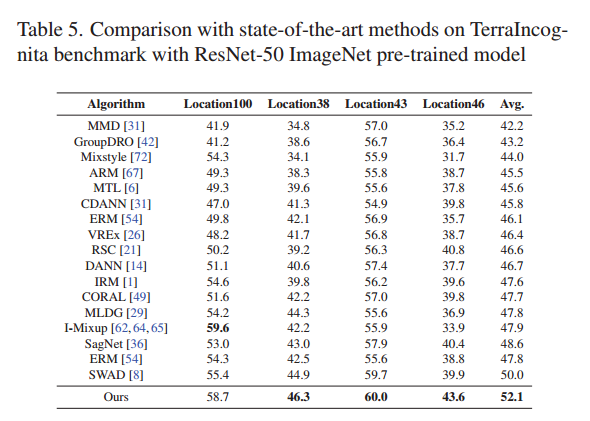 Table 5. Comparison with state-of-the-art methods on TerraIncog-
nita benchmark with ResNet-50 ImageNet pre-trained model
Algorithm Location100 Location38 Location43 Location46 Avg.
MMD [31] 41.9 34.8 57.0 35.2 42.2
GroupDRO [42] 41.2 38.6 56.7 36.4 43.2
Mixstyle [72] 54.3 34.1 55.9 31.7 44.0
ARM [67] 49.3 38.3 55.8 38.7 45.5
MTL [6] 49.3 39.6 55.6 37.8 45.6
CDANN [31] 47.0 41.3 54.9 39.8 45.8
ERM [54] 49.8 42.1 56.9 35.7 46.1
VREx [26] 48.2 41.7 56.8 38.7 46.4
RSC [21] 50.2 39.2 56.3 40.8 46.6
DANN [14] 51.1 40.6 57.4 37.7 46.7
IRM [1] 54.6 39.8 56.2 39.6 47.6
CORAL [49] 51.6 42.2 57.0 39.8 47.7
MLDG [29] 54.2 44.3 55.6 36.9 47.8
I-Mixup [62,64,65] 59.6 42.2 55.9 33.9 47.9
SagNet [36] 53.0 43.0 57.9 40.4 48.6
ERM [54] 54.3 42.5 55.6 38.8 47.8
SWAD [8] 55.4 44.9 59.7 39.9 50.0
Ours 58.7 46.3 60.0 43.6 52.1